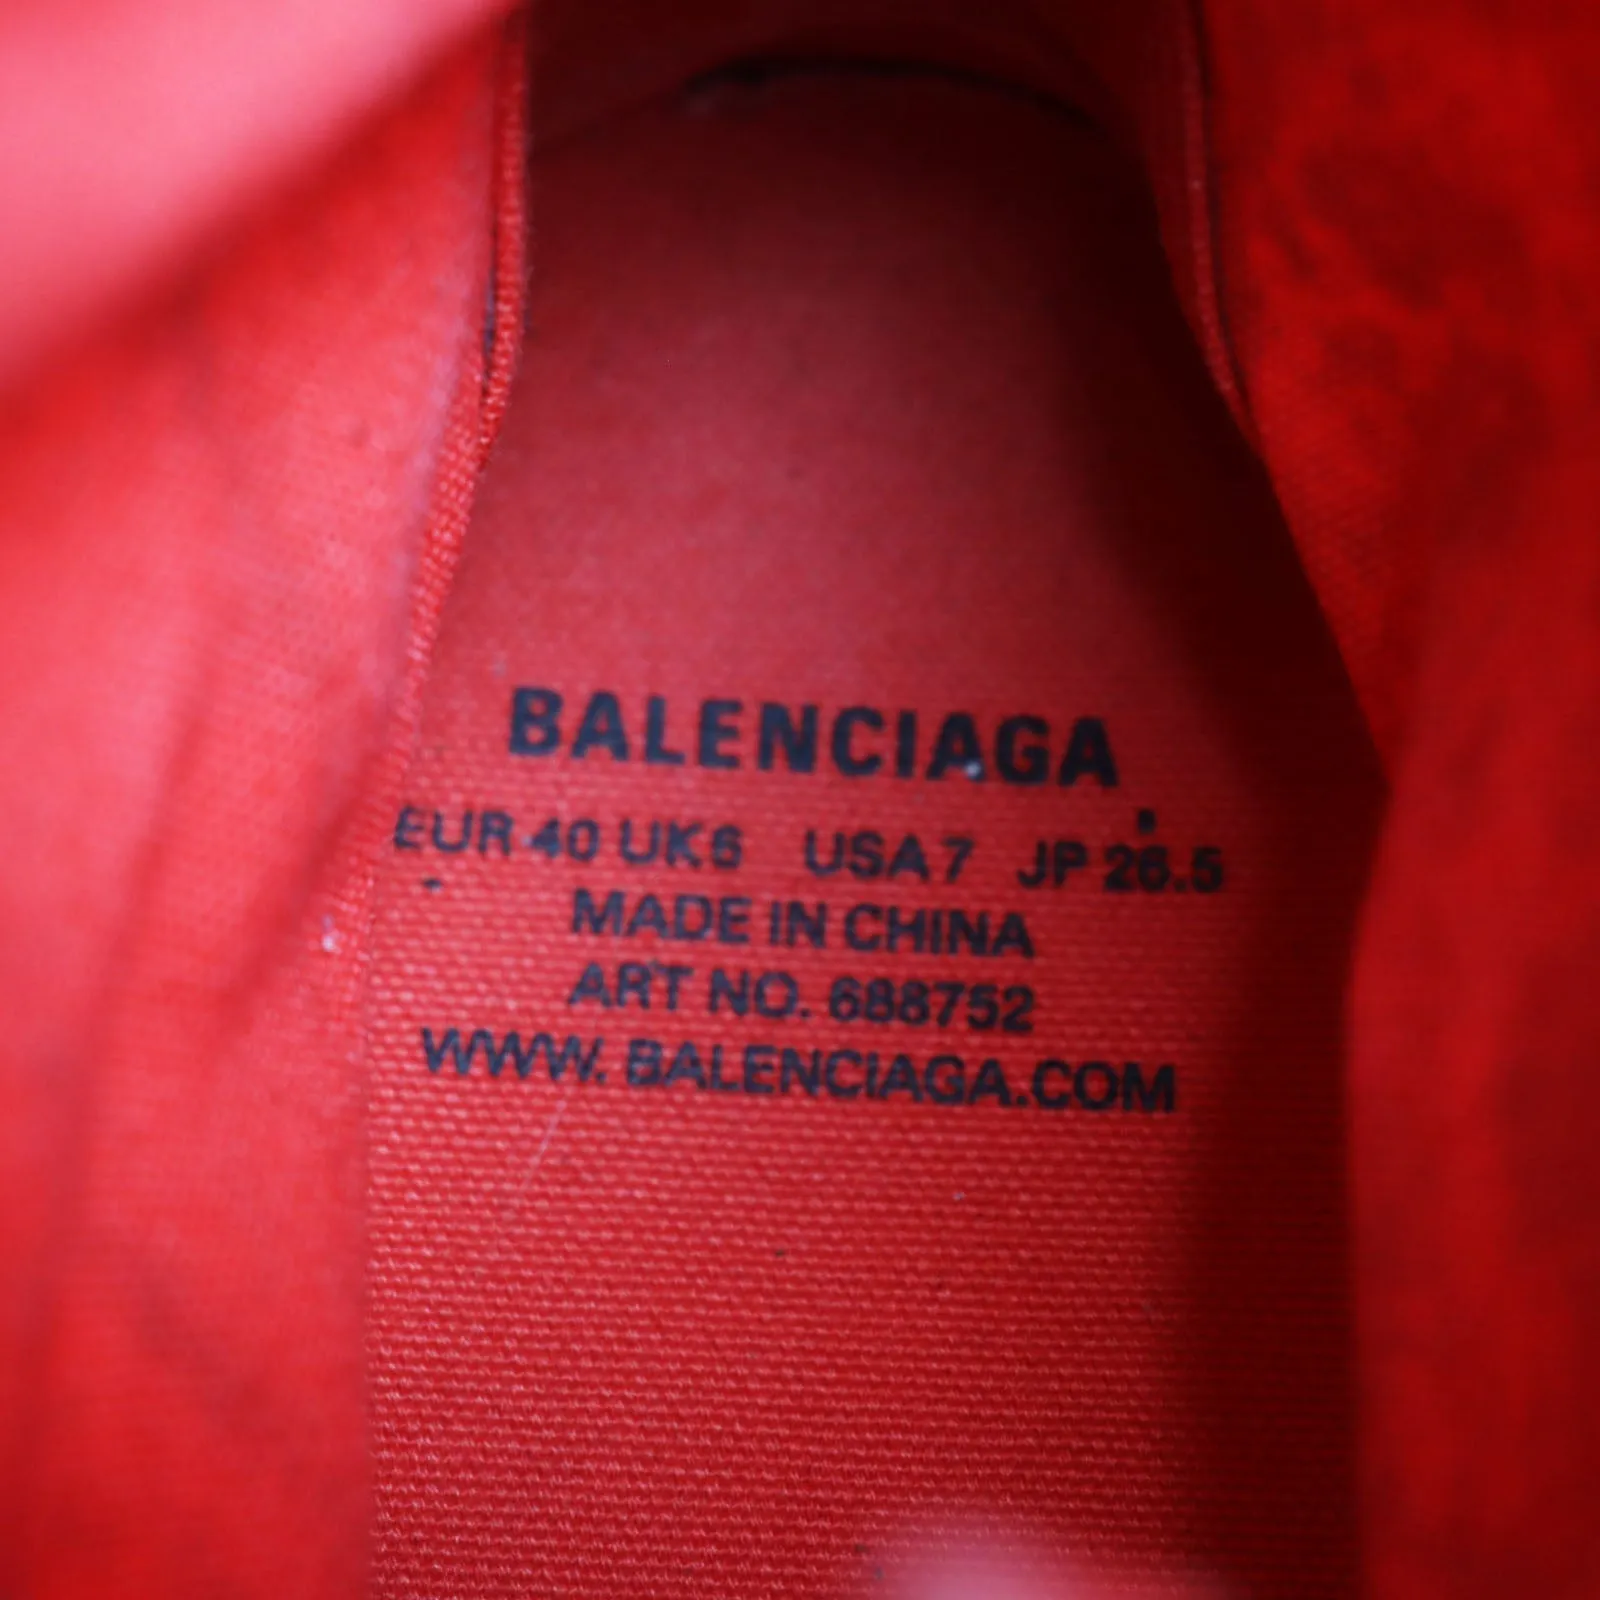 BALENCIAGA
EUR 40 UK6 USA7 JP 26.5
MADE IN CHINA
ART NO. 688752
WWW. BALENCIAGA.COM